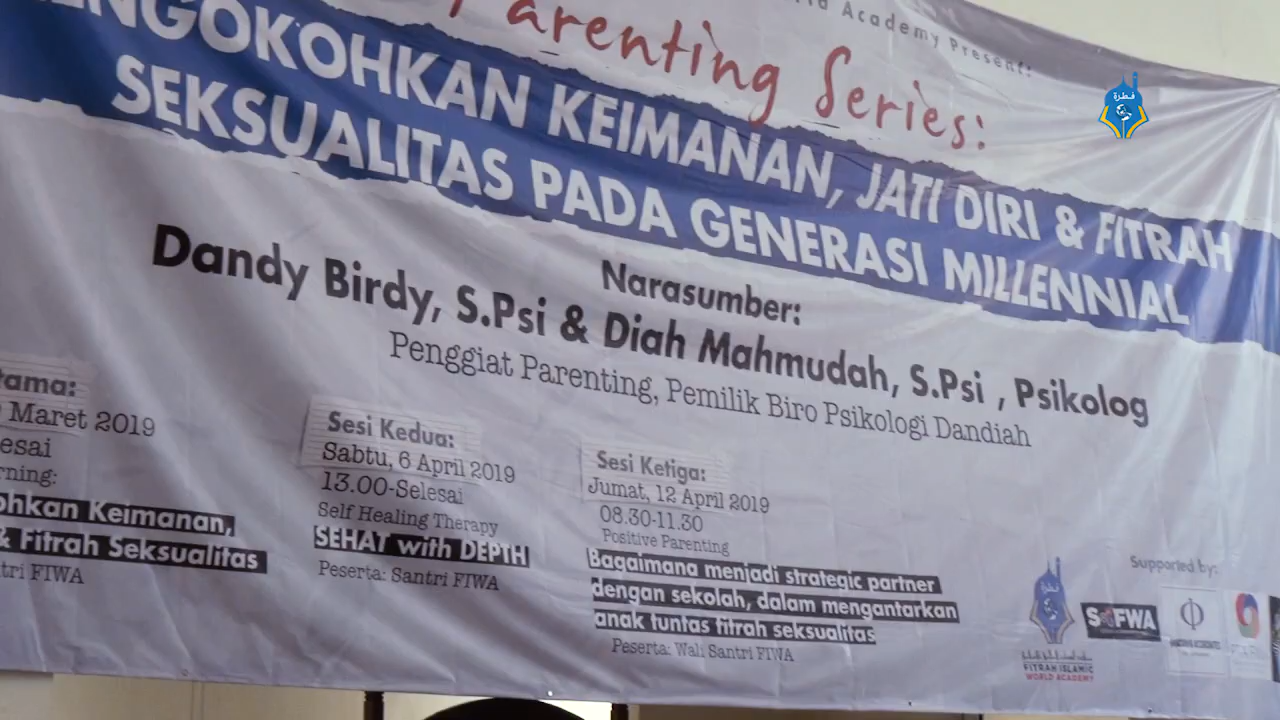 Academy Present:
Parenting Series:
NGOKOHKAN KEIMANAN, JATI DIRI & FITRAH
SEKSUALITAS PADA GENERASI MILLENNIAL
Narasumber:
Dandy Birdy, S.Psi & Diah Mahmudah, S.Psi , Psikolog
Penggiat Parenting, Pemilik Biro Psikologi Dandiah
tama:
Maret 2019
esai
rning:
ohkan Keimanan,
& Fitrah Seksualitas
tri FIWA
Sesi Kedua:
Sabtu, 6 April 2019
13.00-Selesai
Self Healing Therapy
SEHAT with DEPTH
Peserta: Santri FIWA
Sesi Ketiga:
Jumat, 12 April 2019
08.30-11.30
Positive Parenting
Bagaimana menjadi strategic partner
dengan sekolah, dalam mengantarkan
anak tuntas fitrah seksualitas
Peserta: Wali Santri FIWA
Supported by:
فطرة
FITRAH ISLAMIC
WORLD ACADEMY
SOFWA
فطرة